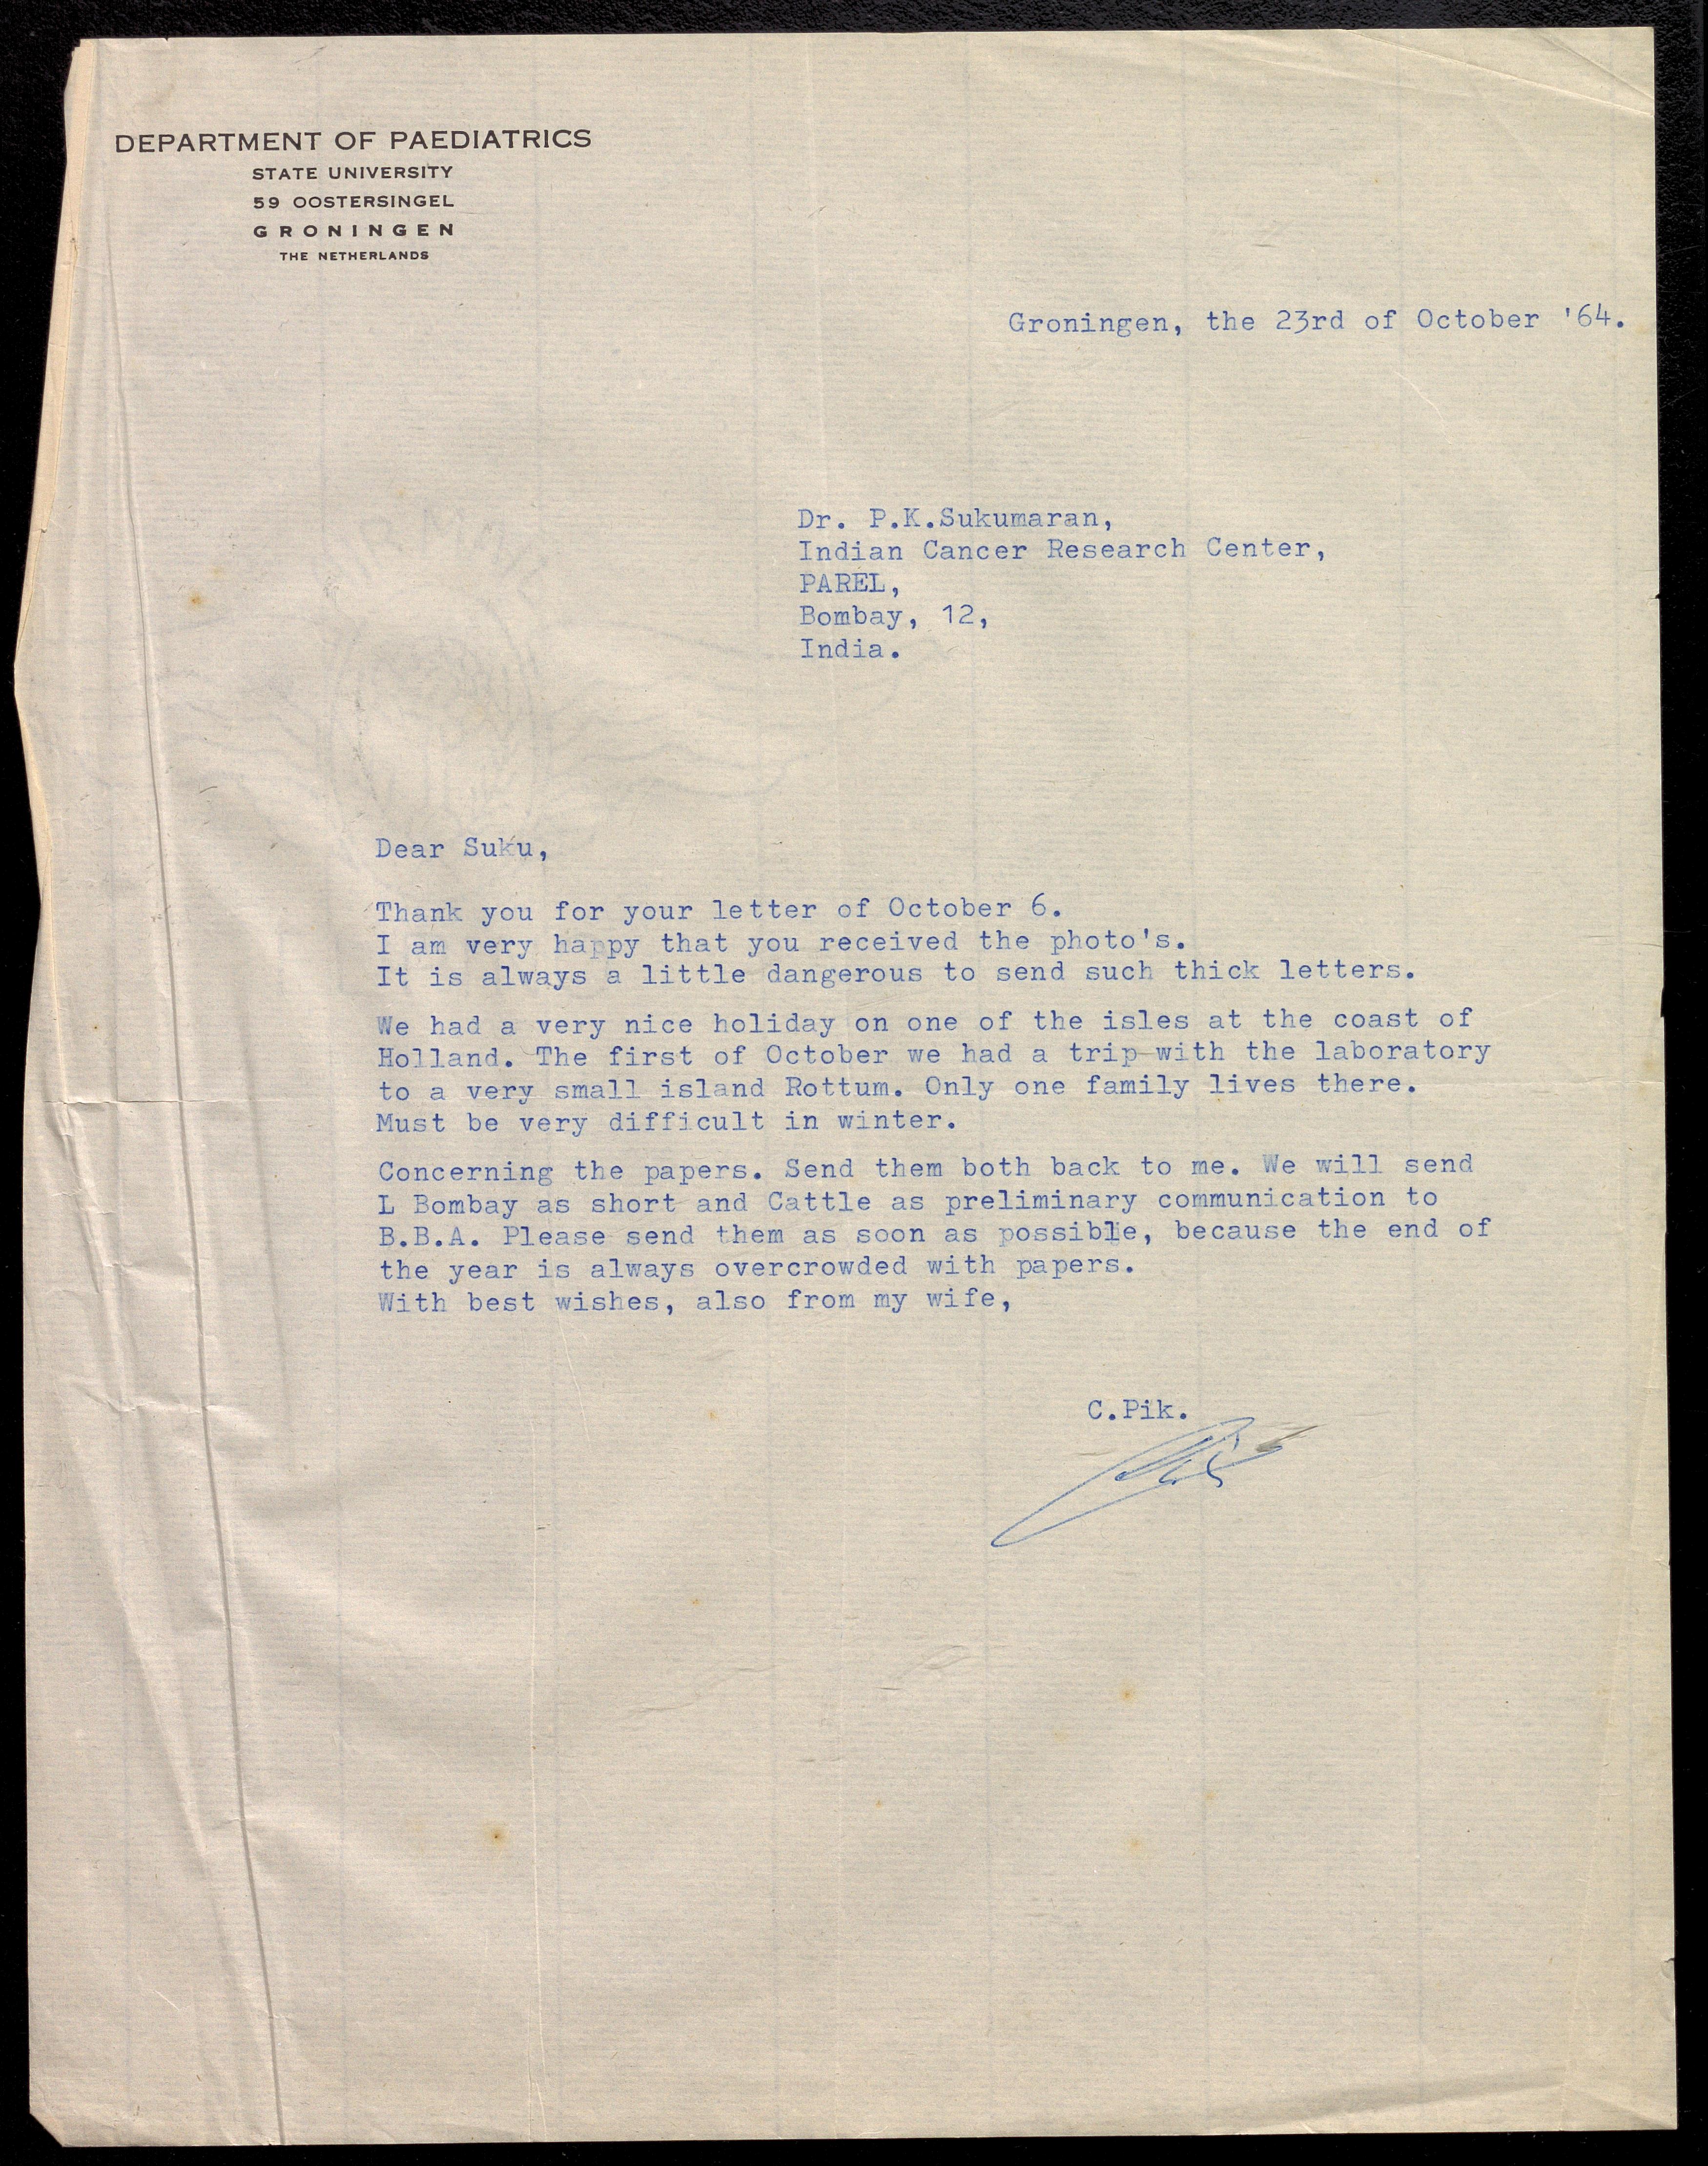 DEPARTMENT OF PAEDIATRICS
STATE UNIVERSITY
59 OOSTERSINGEL
GRONINGEN
THE NETHERLANDS
Groningen, the 23rd of October '64.
Dr. P.K.Sukumaran,
Indian Cancer Research Center,
PAREL,
Bombay, 12,
India.
Dear Suku,
Thank you for your letter of October 6.
I am very happy that you received the photo's.
It is always a little dangerous to send such thick letters.
We had a very nice holiday on one of the isles at the coast of
Holland. The first of October we had a trip with the laboratory
to a very small island Rottum. Only one family lives there.
Must be very difficult in winter.
Concerning the papers. Send them both back to me. We will send
L Bombay as short and Cattle as preliminary communication to
B.B.A. Please send them as soon as possible, because the end of
the year is always overcrowded with papers.
With best wishes, also from my wife,
C.Pik.